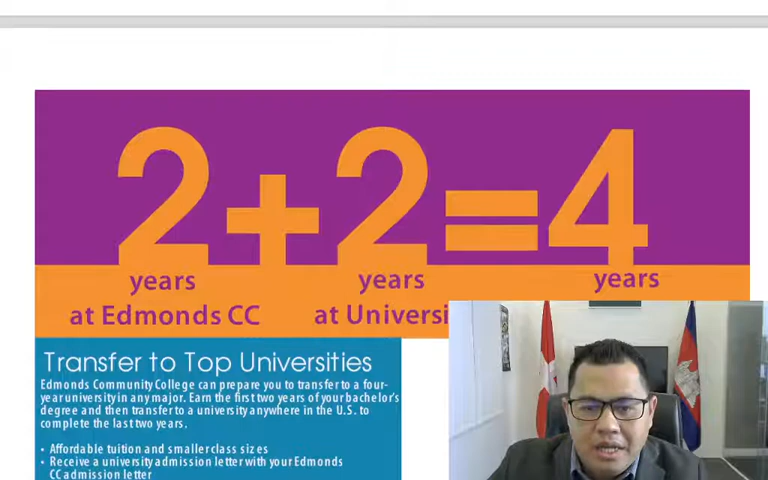 2+2=4
years years years
at Edmonds CC at Universi
Transfer to Top Universities
Edmonds Community College can prepare you to transfer to a four-
year university in any major. Earn the first two years of your bachelor's
degree and then transfer to a university anywhere in the U.S. to
complete the last two years.
• Affordable tuition and smaller class sizes
• Receive a university admission letter with your Edmonds
CC admission letter